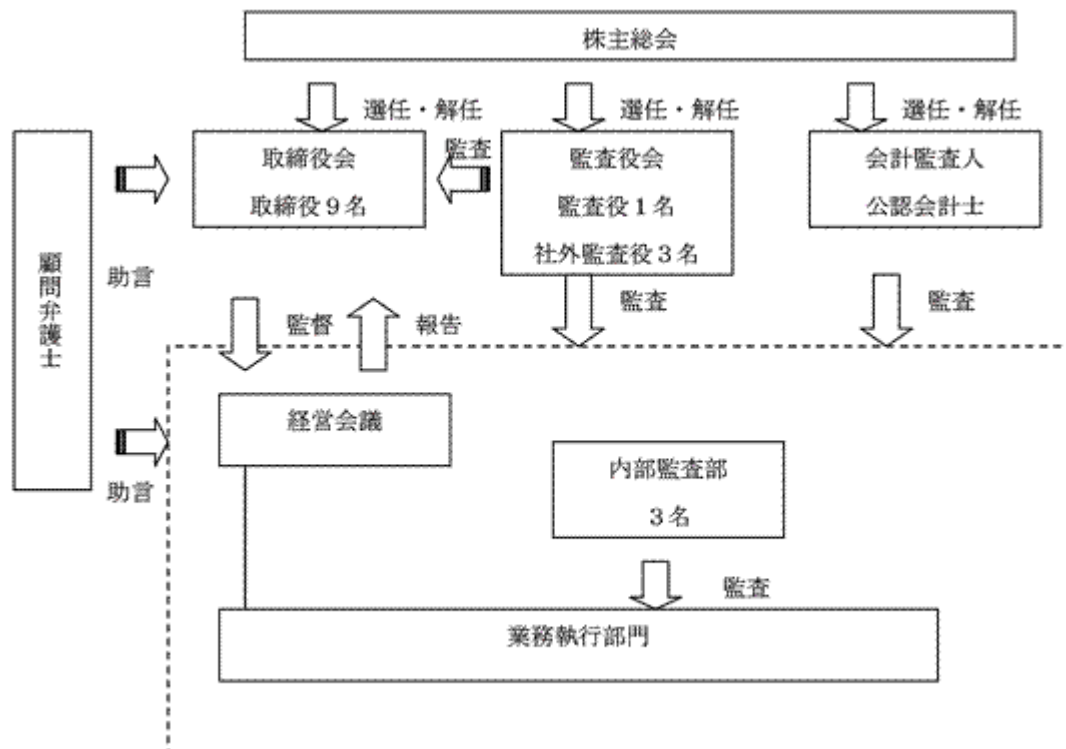 株主総会
選任・解任
選任・解任
選任・解任
取締役会
取締役９名
監査
監査役会
監査役１名
社外監査役３名
会計監査人
公認会計士
顧問弁護士
助言
監督
報告
監査
監査
経営会議
助言
内部監査部
３名
監査
業務執行部門